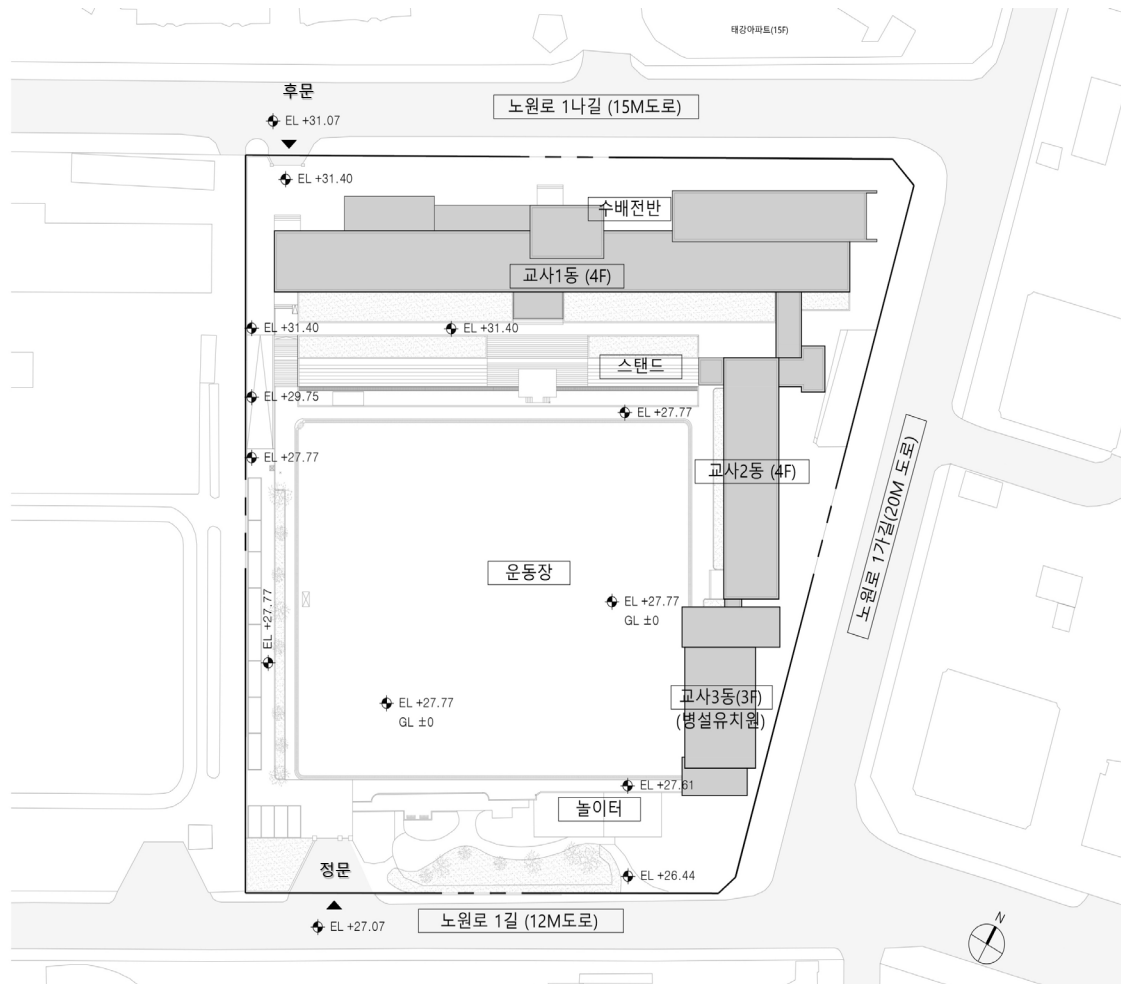 태강아파트(15F)
후문
노원로 1나길 (15M도로)
EL +31.07
EL +31.40
수배전반
교사1동 (4F)
EL +31.40
EL +31.40
스탠드
EL +29.75
EL +27.77
EL +27.77
교사2동 (4F)
노원로 1가길(20M 도로)
운동장
EL +27.77
EL +27.77
GL ±0
교사3동(3F)
(병설유치원)
EL +27.77
GL ±0
EL +27.61
놀이터
정문
EL +26.44
노원로 1길 (12M도로)
EL +27.07
N